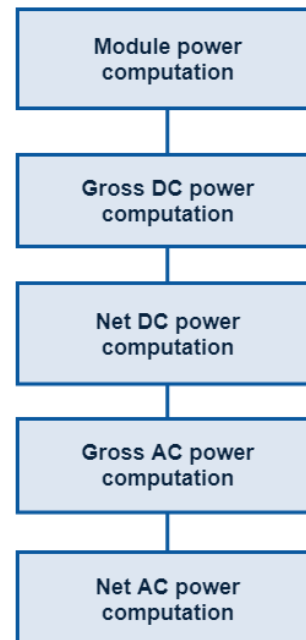 Module power
computation
Gross DC power
computation
Net DC power
computation
Gross AC power
computation
Net AC power
computation